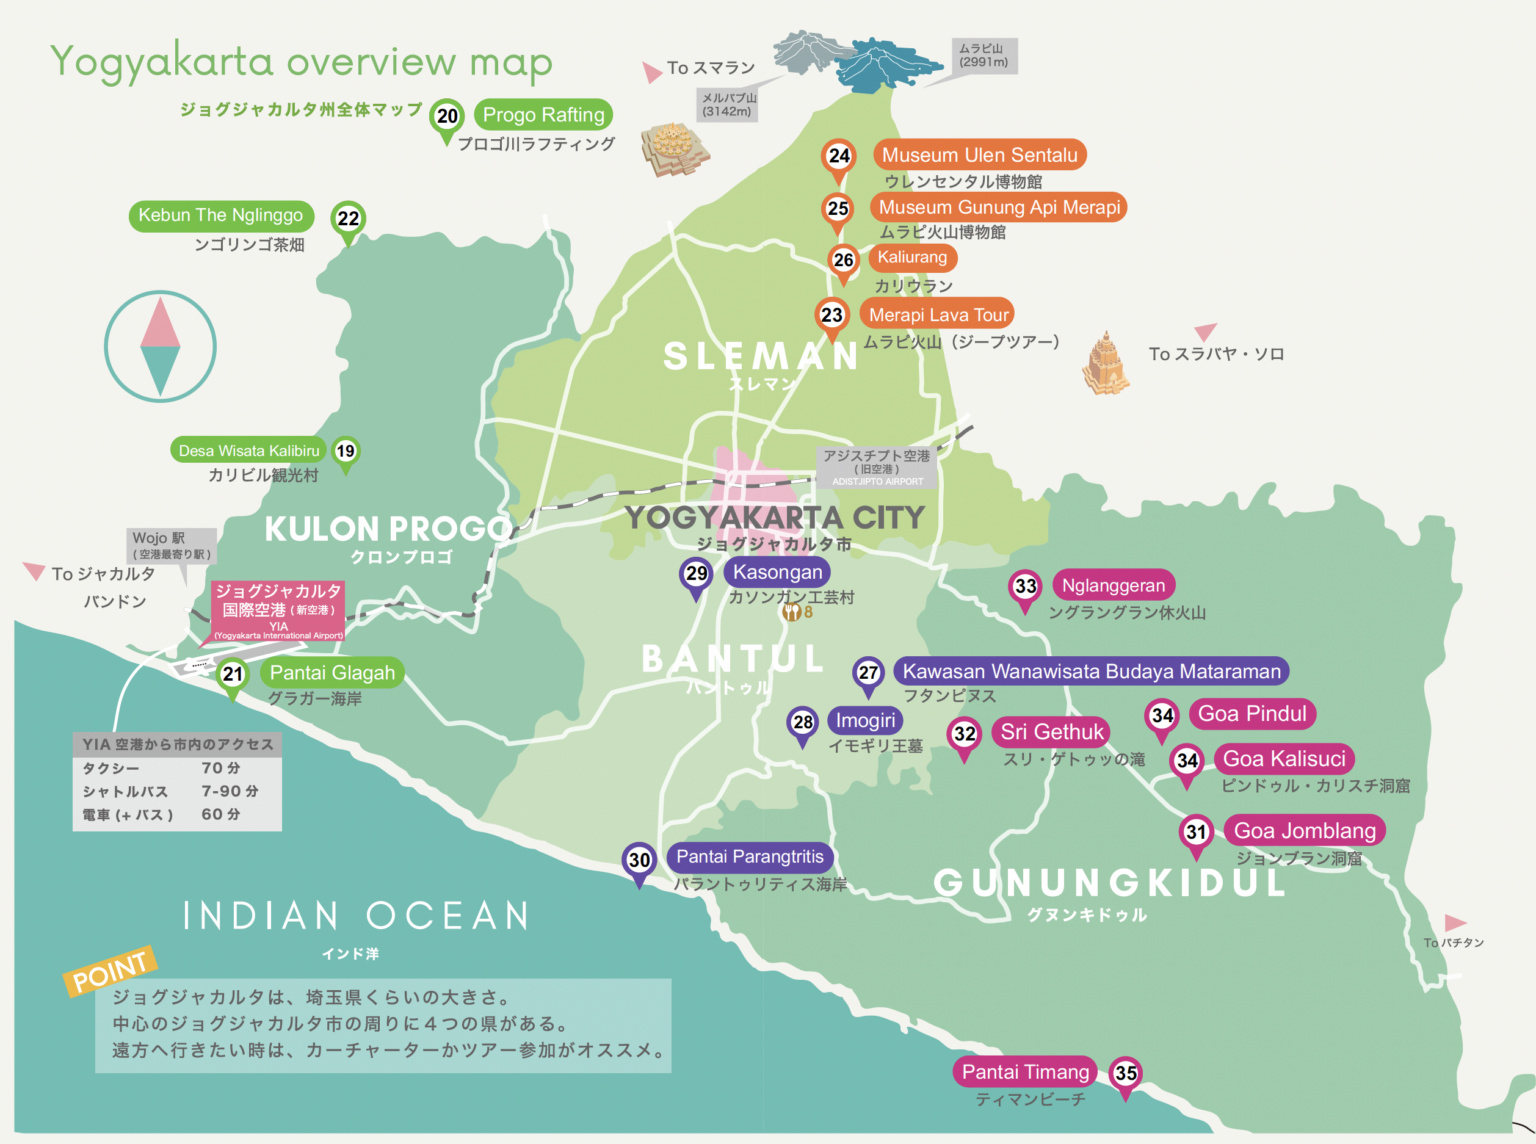 Yogyakarta overview map
ジョグジャカルタ州全体マップ
20
Progo Rafting
プロゴ川ラフティング
To スマラン
メルバブ山
(3142m)
ムラピ山
(2991m)
24
Museum Ulen Sentalu
ウレンセンタル博物館
25
Museum Gunung Api Merapi
ムラピ火山博物館
26
Kaliurang
カリウラン
23
Merapi Lava Tour
ムラピ火山（ジープツアー）
Kebun The Nglinggo
22
ンゴリンゴ茶畑
SLEMAN
スレマン
To スラバヤ・ソロ
Desa Wisata Kalibiru
19
カリビル観光村
アジスチプト空港
( 旧空港 )
ADISTJIPTO AIRPORT
KULON PROGO
クロンプロゴ
YOGYAKARTA CITY
ジョグジャカルタ市
Wojo 駅
( 空港最寄り駅 )
To ジャカルタ
バンドン
ジョグジャカルタ
国際空港 ( 新空港 )
YIA
(Yogyakarta International Airport)
29
Kasongan
カソンガン工芸村
8
33
Nglanggeran
ングラングラン休火山
21
Pantai Glagah
グラガー海岸
BANTUL
バントゥル
27
Kawasan Wanawisata Budaya Mataraman
フタンピヌス
28
Imogiri
イモギリ王墓
32
Sri Gethuk
スリ・ゲトゥッの滝
34
Goa Pindul
34
Goa Kalisuci
ピンドゥル・カリスチ洞窟
31
Goa Jomblang
ジョンブラン洞窟
YIA 空港から市内のアクセス
タクシー 70 分
シャトルバス 7-90 分
電車 (+ バス ) 60 分
30
Pantai Parangtritis
パラントゥリティス海岸
GUNUNGKIDUL
グヌンキドゥル
INDIAN OCEAN
インド洋
To パチタン
POINT
ジョグジャカルタは、埼玉県くらいの大きさ。
中心のジョグジャカルタ市の周りに４つの県がある。
遠方へ行きたい時は、カーチャーターかツアー参加がオススメ。
Pantai Timang
35
ティマンビーチ